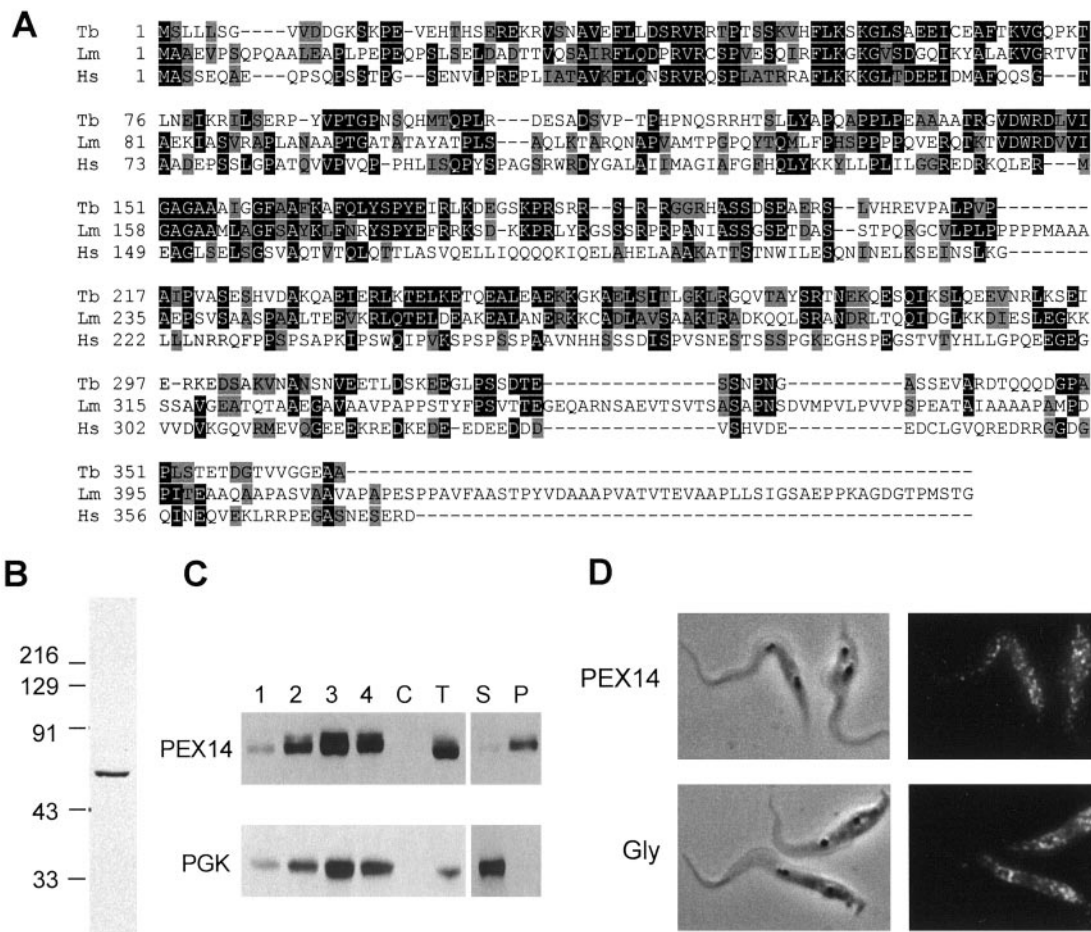 A
Tb 1 MSLLLSG----VVDDGKSKPE-VEHTHSEREKRVSNAVEFLLDSRVRRTPTSSKVHFLKSKGLSAEEICEAFTKVGQPKT
Lm 1 MAAEVPSQPQAALEAPLPEPEQPSLSELDADTTVQSAIRFLQDPRVRCSPVESQIRFLKGKGVSDGQIKYALAKVGRTVT
Hs 1 MASSEQAE---QPSQPSSTPG--SENVLPREPLIATAVKFLQNSRVRQSPLATRRAFLKKKGLTDEEIDMAFQQSG---T
Tb 76 LNEIKRILSERP-YVPTGPNSQHMTQPLR---DESADSVP-TPHPNQSRRHTSLLYAPQAPPLPEAAAATRGVDWRDLVI
Lm 81 AEKIASVRAPLANAAPTGATATAYATPLS---AQLKTARQNAPVAMTPGPQYTQMLFPHSPPPPQVERQTKTVDWRDVVI
Hs 73 AADEPSSLGPATQVVPVQP-PHLISQPYSPAGSRWRDYGALAIIMAGIAFGFHQLYKKYLLPLILGGREDRKQLER---M
Tb 151 GAGAAAIGGFAAFKAFQLYSPYEIRLKDEGSKPRSRR--S-R-RGGRHASSDSEAERS--LVHREVPALPVP--------
Lm 158 GAGAAMLAGFSAYKLFNRYSPYEFRRKSD-KKPRLYRGSSSRPRPANIASSGSETDAS--STPQRGCVLPLPPPPPMAAA
Hs 149 EAGLSELSGSVAQTVTQLQTTLASVQELLIQQQQKIQELAHELAAAKATTSTNWILESQNINELKSEINSLKG-------
Tb 217 AIPVASESHVDAKQAEIERLKTELKETQEALEAEKKGKAELSITLGKLRGQVTAYSRTNEKQESQIKSLQEEVNRLKSEI
Lm 235 AEPSVSAASPAALTEEVKRLQTELDEAKEALANERKKCADLAVSAAKIRADKQQLSRANDRLTQQIDGLKKDIESLEGKK
Hs 222 LLLNRRQFPPSPSAPKIPSWQIPVKSPSPSSPAAVNHHSSSDISPVSNESTSSSPGKEGHSPEGSTVTYHLLGPQEEGEG
Tb 297 E-RKEDSAKVNANSNVEETLDSKEEGLPSSDTE---------------SSNPNG------------ASSEVARDTQQQDGPA
Lm 315 SSAVGEATQTAAEGAVAAVPAPPSTYFPSVTTEGEQARNSAEVTSVTSASAPNSDVMPVLPVVPSPEATAIAAAAPAMPD
Hs 302 VVDVKGQVRMEVQGEEEKREDKEDE-EDEEDDD---------------VSHVDE------------EDCLGVQREDRRGGDG
Tb 351 PLSTETDGTVVGGEAA---------------------------------------------------
Lm 395 PITEAAQAAPASVAAVAPAPESPPAVFAASTPYVDAAAPVATVTEVAAPLLSIGSAEPPKAGDGTPMSTG
Hs 356 QINEQVEKLRRPEGASNESERD---------------------------------------------
B
216
129
91
43
33
C
1 2 3 4 C T S P
PEX14
PGK
D
PEX14
Gly